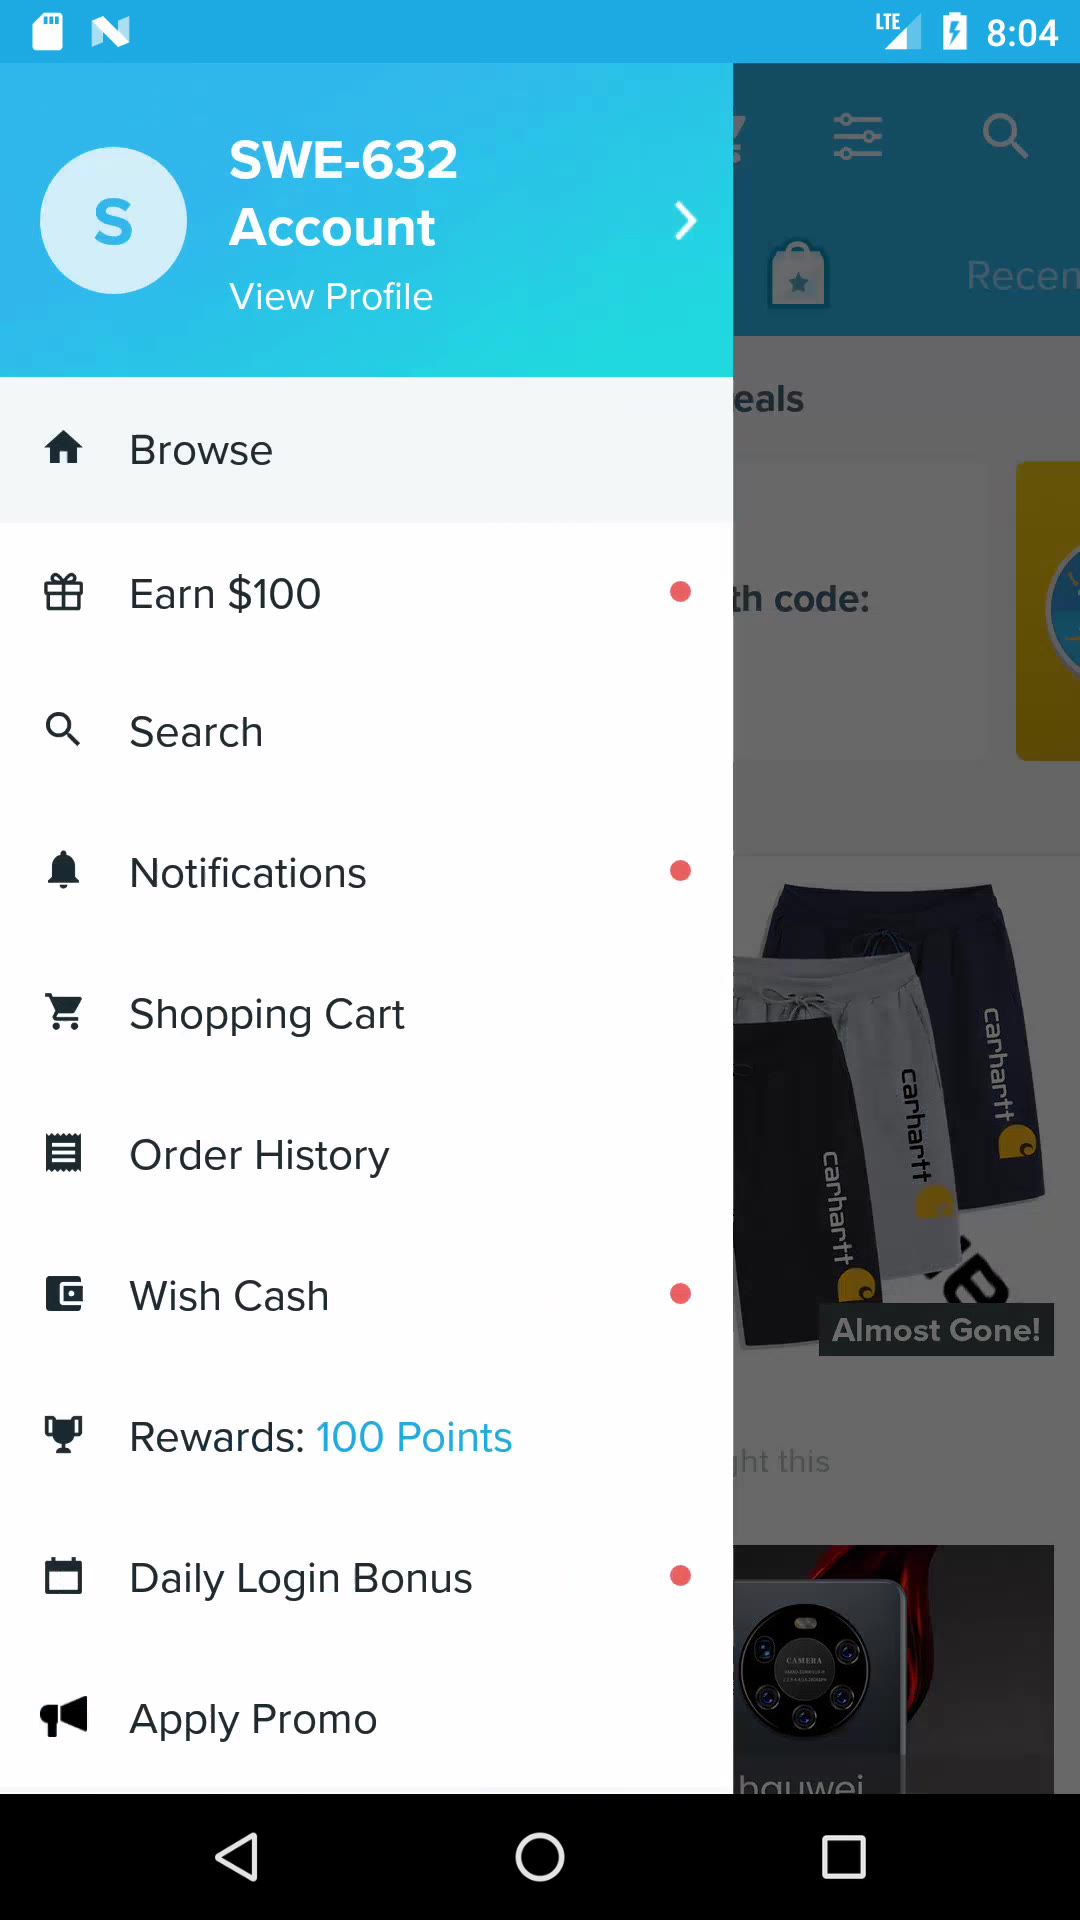 LTE 8:04
S
SWE-632
Account
View Profile
Recen
eals
Browse
Earn $100
th code:
Search
Notifications
Shopping Cart
carhartt
carhartt
carhartt
Order History
Wish Cash
Almost Gone!
Rewards: 100 Points
ght this
Daily Login Bonus
CAMERA
Apply Promo
hauwei